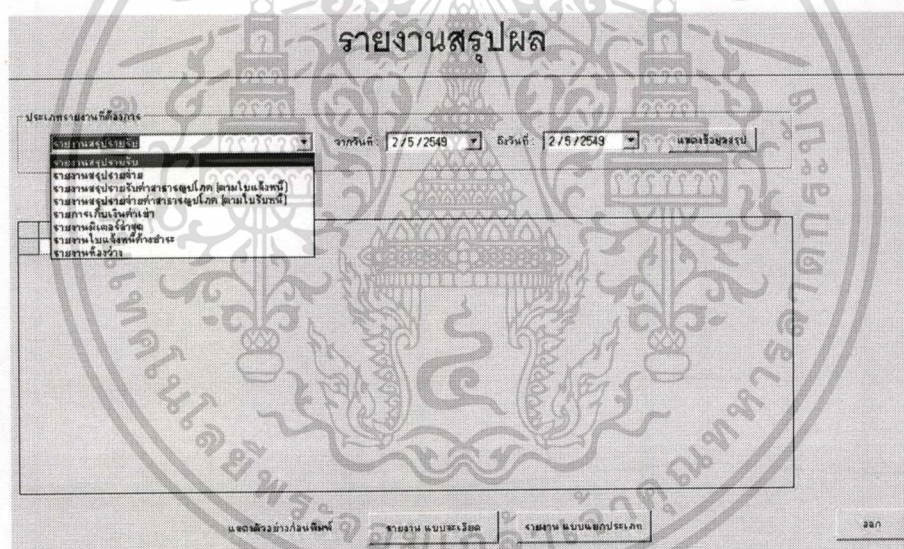 รายงานสรุปผล
ประเภทรายงานที่ต้องการ
รายงานสรุปรายรับ จากวันที่ : 2 / 5 / 2549 ถึงวันที่ : 2 / 5 / 2549 แสดงข้อมูลสรุป
รายงานสรุปรายรับ
รายงานสรุปรายจ่าย
รายงานสรุปรายรับค่าสาธารณูปโภค [ตามใบแจ้งหนี้]
รายงานสรุปรายจ่ายค่าสาธารณูปโภค [ตามใบรับหนี้]
รายการเก็บเงินค่าเช่า
รายงานมิเตอร์ล่าสุด
รายงานใบแจ้งหนี้ค้างชำระ
รายงานห้องว่าง
แสดงตัวอย่างก่อนพิมพ์ รายงาน แบบละเอียด รายงาน แบบแยกประเภท ออก